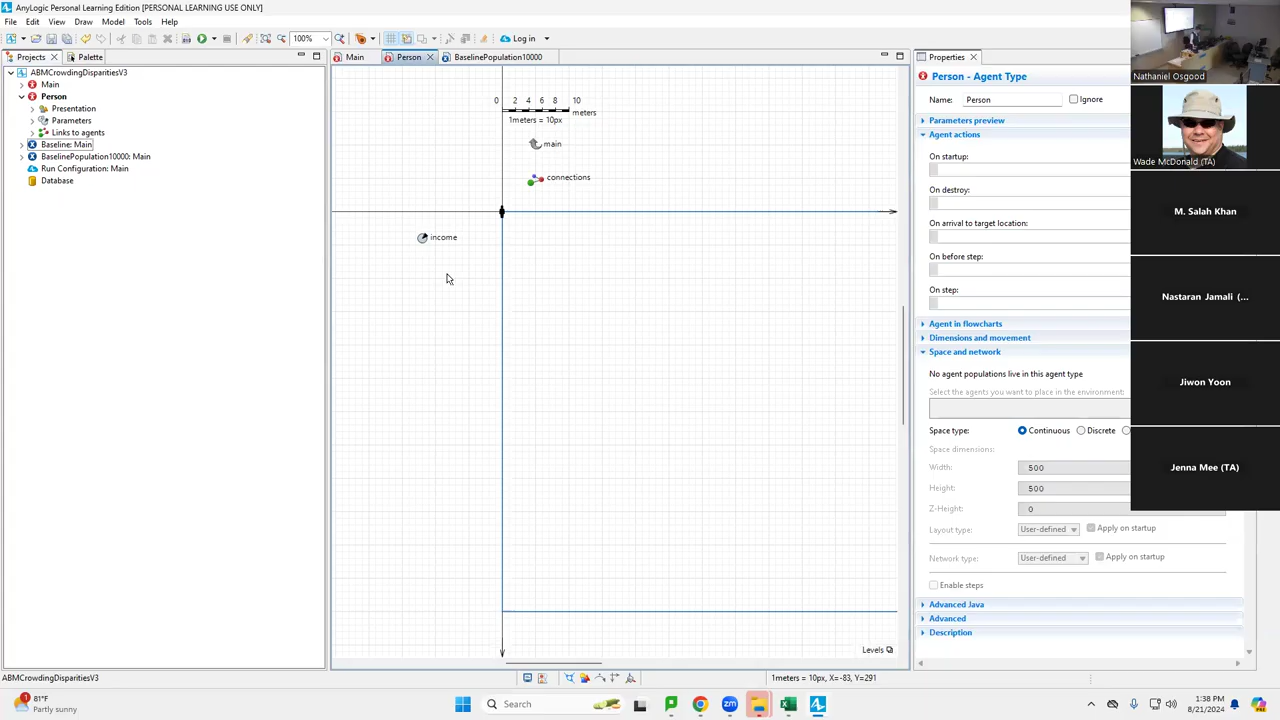 AnyLogic Personal Learning Edition [PERSONAL LEARNING USE ONLY]
File Edit View Draw Model Tools Help
100% Log in
Projects Palette
ABMCrowdingDisparitiesV3
Main
Person
Presentation
Parameters
Links to agents
Baseline: Main
BaselinePopulation10000: Main
Run Configuration: Main
Database
Main Person BaselinePopulation10000
0 2 4 6 8 10
meters
1meters = 10px
main
connections
income
Levels
Properties
Person - Agent Type
Name: Person Ignore
Parameters preview
Agent actions
On startup:
On destroy:
On arrival to target location:
On before step:
On step:
Agent in flowcharts
Dimensions and movement
Space and network
No agent populations live in this agent type
Select the agents you want to place in the environment:
Space type: Continuous Discrete
Space dimensions:
Width: 500
Height: 500
Z-Height: 0
Layout type: User-defined Apply on startup
Network type: User-defined Apply on startup
Enable steps
Advanced Java
Advanced
Description
Nathaniel Osgood
Wade McDonald (TA)
M. Salah Khan
Nastaran Jamali (...
Jiwon Yoon
Jenna Mee (TA)
ABMCrowdingDisparitiesV3
1meters = 10px, X=-83, Y=291
1
81°F
Partly sunny
Search
zm
1:38 PM
8/21/2024